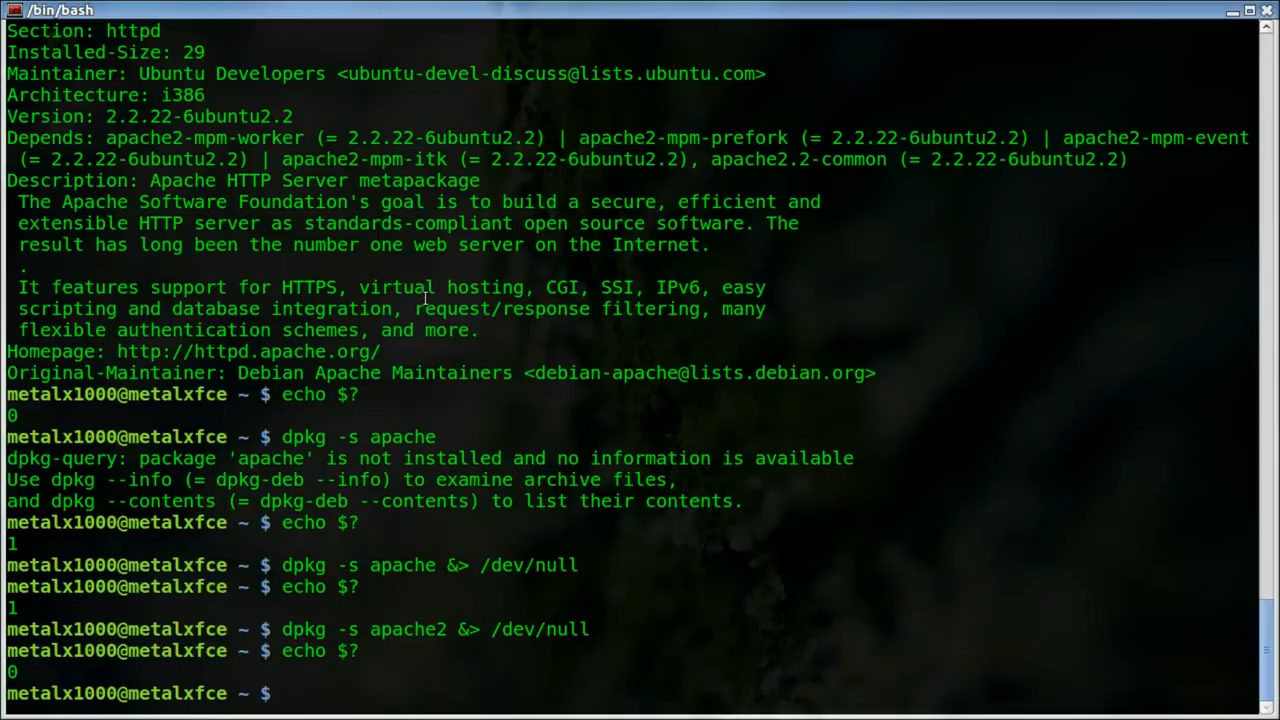 /bin/bash
Section: httpd
Installed-Size: 29
Maintainer: Ubuntu Developers <ubuntu-devel-discuss@lists.ubuntu.com>
Architecture: i386
Version: 2.2.22-6ubuntu2.2
Depends: apache2-mpm-worker (= 2.2.22-6ubuntu2.2) | apache2-mpm-prefork (= 2.2.22-6ubuntu2.2) | apache2-mpm-event
 (= 2.2.22-6ubuntu2.2) | apache2-mpm-itk (= 2.2.22-6ubuntu2.2), apache2.2-common (= 2.2.22-6ubuntu2.2)
Description: Apache HTTP Server metapackage
 The Apache Software Foundation's goal is to build a secure, efficient and
 extensible HTTP server as standards-compliant open source software. The
 result has long been the number one web server on the Internet.
 .
 It features support for HTTPS, virtual hosting, CGI, SSI, IPv6, easy
 scripting and database integration, request/response filtering, many
 flexible authentication schemes, and more.
Homepage: http://httpd.apache.org/
Original-Maintainer: Debian Apache Maintainers <debian-apache@lists.debian.org>
metalx1000@metalxfce ~ $ echo $?
0
metalx1000@metalxfce ~ $ dpkg -s apache
dpkg-query: package 'apache' is not installed and no information is available
Use dpkg --info (= dpkg-deb --info) to examine archive files,
and dpkg --contents (= dpkg-deb --contents) to list their contents.
metalx1000@metalxfce ~ $ echo $?
1
metalx1000@metalxfce ~ $ dpkg -s apache &> /dev/null
metalx1000@metalxfce ~ $ echo $?
1
metalx1000@metalxfce ~ $ dpkg -s apache2 &> /dev/null
metalx1000@metalxfce ~ $ echo $?
0
metalx1000@metalxfce ~ $